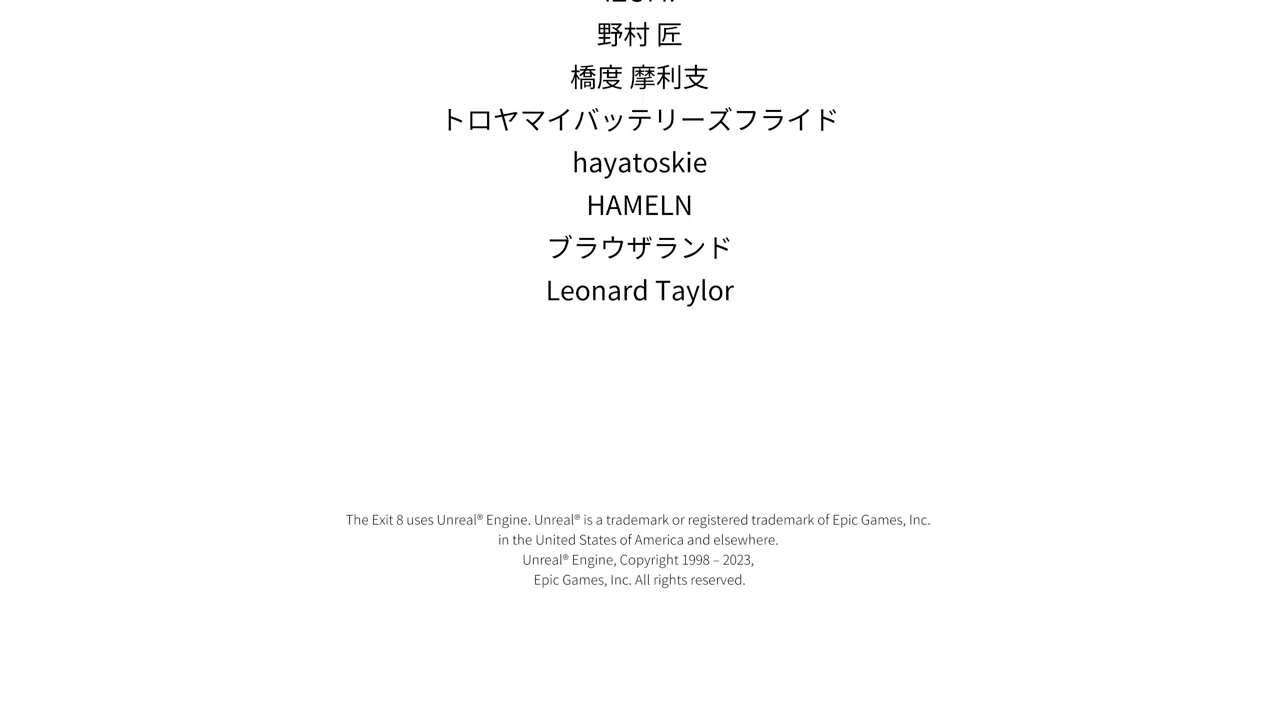 野村 匠
橋度 摩利支
トロヤマイバッテリーズフライド
hayatoskie
HAMELN
ブラウザランド
Leonard Taylor
The Exit 8 uses Unreal® Engine. Unreal® is a trademark or registered trademark of Epic Games, Inc.
in the United States of America and elsewhere.
Unreal® Engine, Copyright 1998 – 2023,
Epic Games, Inc. All rights reserved.